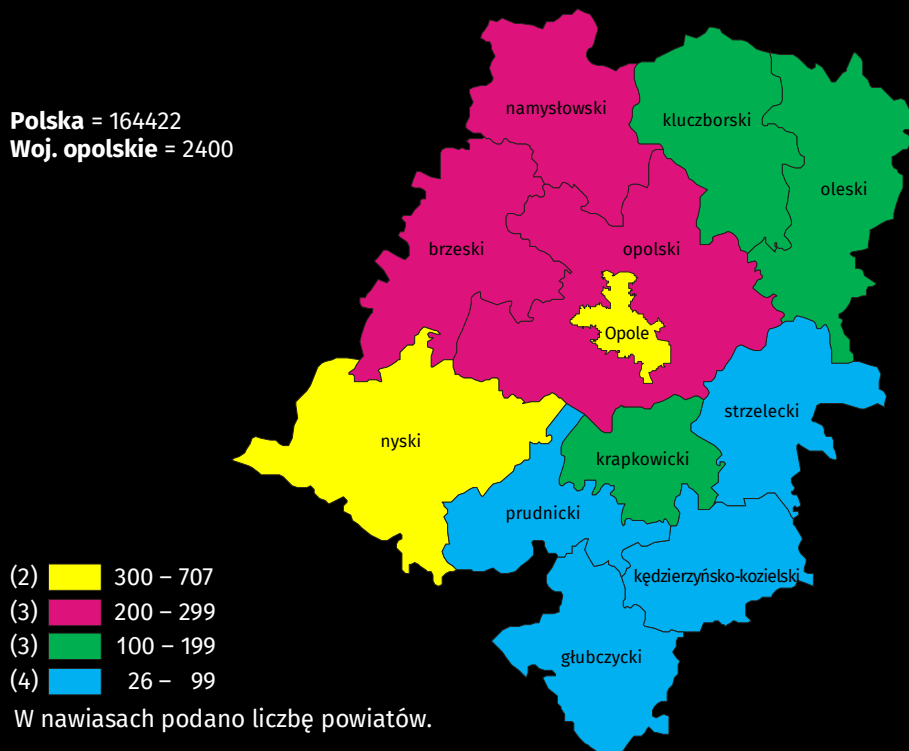 Polska = 164422
Woj. opolskie = 2400
namysłowski
kluczborski
oleski
brzeski
opolski
Opole
strzelecki
nyski
krapkowicki
prudnicki
kędzierzyńsko-kozielski
głubczycki
(2) 300 – 707
(3) 200 – 299
(3) 100 – 199
(4) 26 – 99
W nawiasach podano liczbę powiatów.